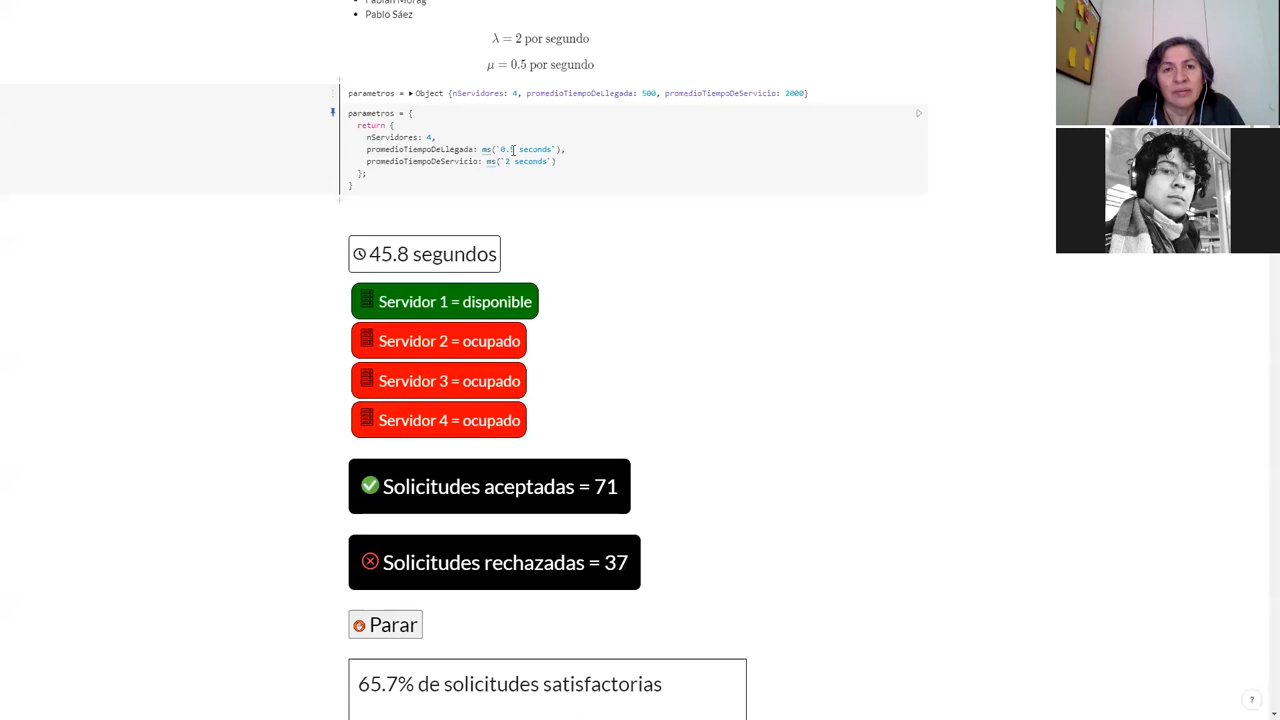 Fabián Morag
• Pablo Sáez
λ = 2 por segundo
μ = 0.5 por segundo
parametros = ▶ Object {nServidores: 4, promedioTiempoDeLlegada: 500, promedioTiempoDeServicio: 2000}
parametros = {
return {
nServidores: 4,
promedioTiempoDeLlegada: ms(`0.5 seconds`),
promedioTiempoDeServicio: ms(`2 seconds`)
};
}
45.8 segundos
Servidor 1 = disponible
Servidor 2 = ocupado
Servidor 3 = ocupado
Servidor 4 = ocupado
Solicitudes aceptadas = 71
Solicitudes rechazadas = 37
Parar
65.7% de solicitudes satisfactorias
?